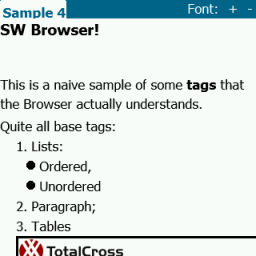 Sample 4 Font: + -
SW Browser!
This is a naive sample of some tags that
the Browser actually understands.
Quite all base tags:
1. Lists:
● Ordered,
● Unordered
2. Paragraph;
3. Tables
TotalCross